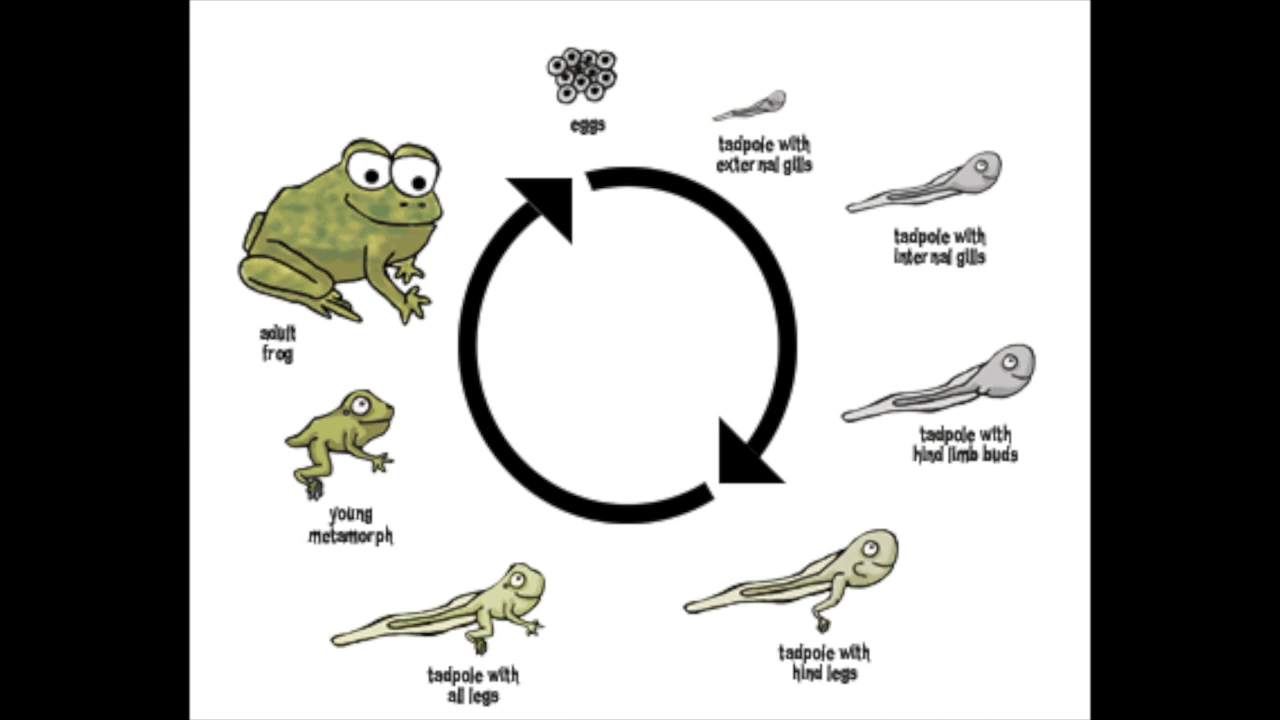 eggs
tadpole with
external gills
tadpole with
internal gills
tadpole with
hind limb buds
tadpole with
hind legs
tadpole with
all legs
young
metamorph
adult
frog